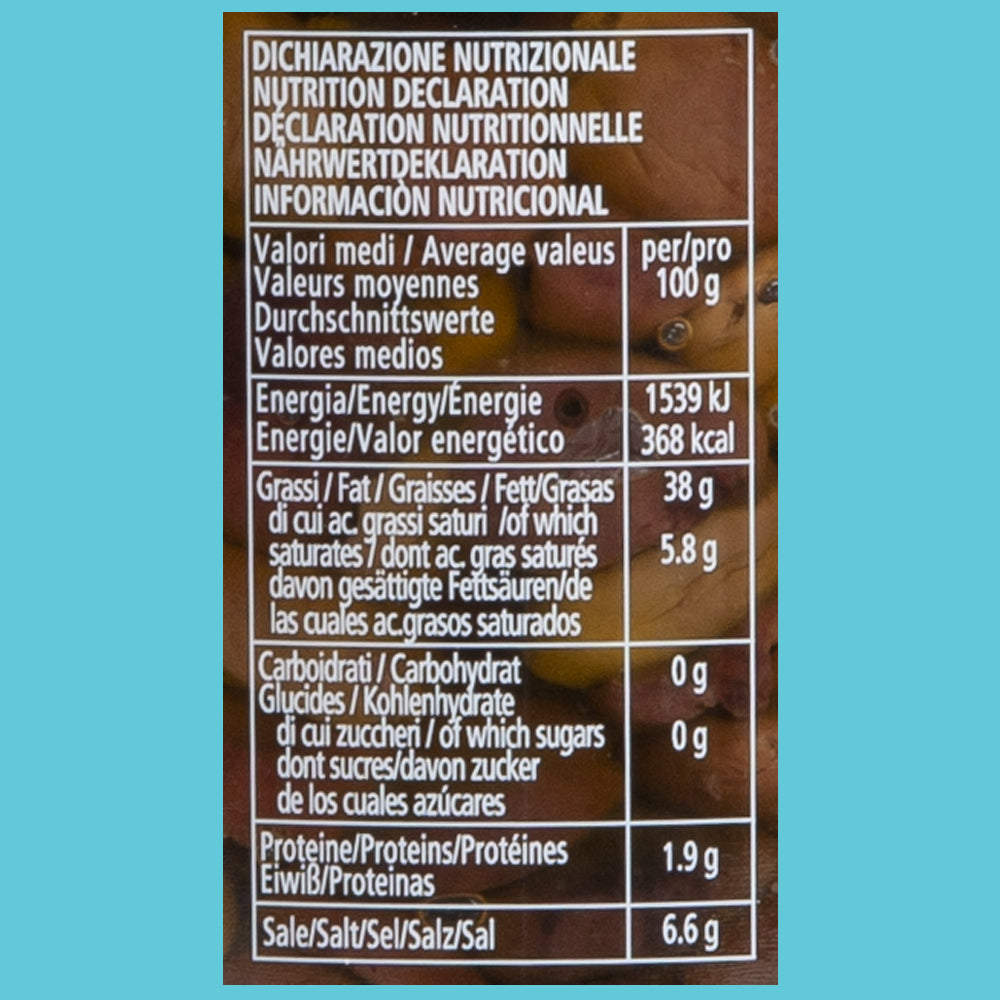 DICHIARAZIONE NUTRIZIONALE
NUTRITION DECLARATION
DÉCLARATION NUTRITIONNELLE
NÄHRWERTDEKLARATION
INFORMACIÒN NUTRICIONAL
Valori medi / Average valeus per/pro
Valeurs moyennes 100 g
Durchschnittswerte
Valores medios
Energia/Energy/Énergie 1539 kJ
Energie/Valor energético 368 kcal
Grassi / Fat / Graisses / Fett/Grasas 38 g
di cui ac. grassi saturi /of which
saturates / dont ac. gras saturés 5.8 g
davon gesättigte Fettsäuren/de
las cuales ac.grasos saturados
Carboidrati / Carbohydrat 0 g
Glucides / Kohlenhydrate
di cui zuccheri / of which sugars 0 g
dont sucres/davon zucker
de los cuales azúcares
Proteine/Proteins/Protéines 1.9 g
Eiwiß/Proteinas
Sale/Salt/Sel/Salz/Sal 6.6 g